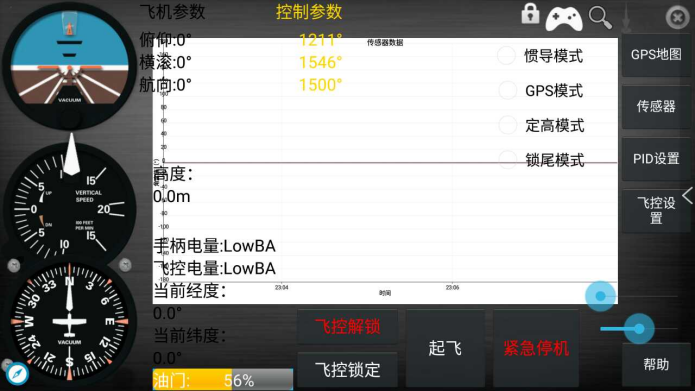 飞机参数
控制参数
俯仰:0°
1211°
横滚:0°
1546°
航向:0°
1500°
传感器数据
惯导模式
GPS模式
定高模式
锁尾模式
GPS地图
传感器
PID设置
飞控设
置
高度:
0.0m
手柄电量:LowBA
飞控电量:LowBA
当前经度:
0.0°
当前纬度:
0.0°
油门: 56%
23:04
23:06
时间
飞控解锁
飞控锁定
起飞
紧急停机
帮助
VACUUM
VERTICAL
SPEED
100 FEET
PER MIN
UP
DN
0
5
10
15
20
15
5
N
3
6
E
12
15
S
21
24
W
30
33
VACUUM